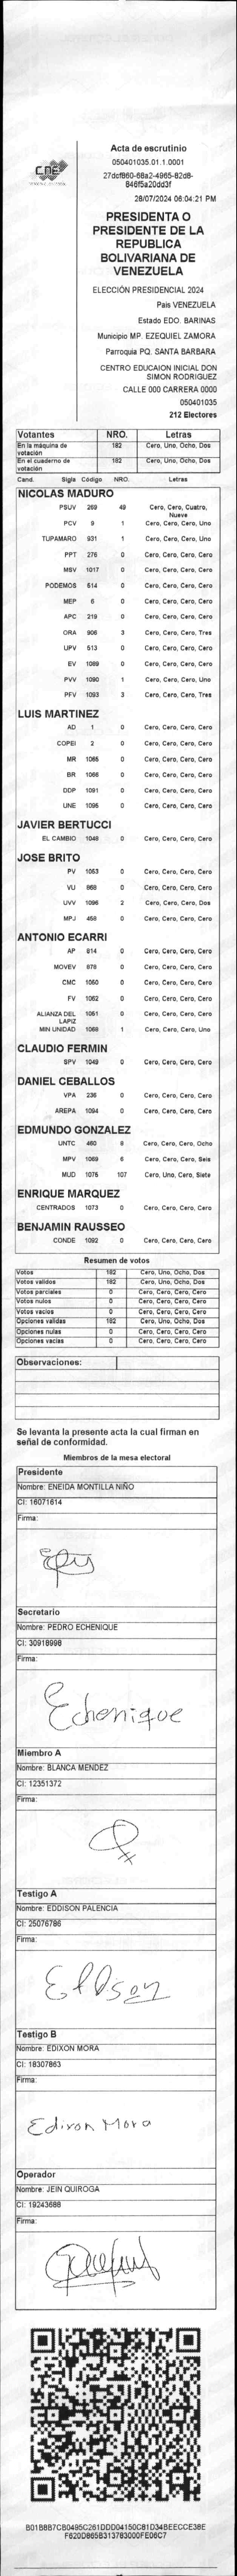 CNE
Acta de escrutinio
050401035.01.1.0001
27dcf860-68a2-4965-82d8-
846f5a20dd3f
28/07/2024 06:04:21 PM
PRESIDENTA O
PRESIDENTE DE LA
REPUBLICA
BOLIVARIANA DE
VENEZUELA
ELECCIÓN PRESIDENCIAL 2024
Pais VENEZUELA
Estado EDO. BARINAS
Municipio MP. EZEQUIEL ZAMORA
Parroquia PQ. SANTA BARBARA
CENTRO EDUCAION INICIAL DON
SIMON RODRIGUEZ
CALLE 000 CARRERA 0000
050401035
212 Electores
Votantes NRO. Letras
En la máquina de votación 182 Cero, Uno, Ocho, Dos
En el cuaderno de votación 182 Cero, Uno, Ocho, Dos
Cand. Sigla Código NRO. Letras
NICOLAS MADURO
PSUV 269 49 Cero, Cero, Cuatro, Nueve
PCV 9 1 Cero, Cero, Cero, Uno
TUPAMARO 931 1 Cero, Cero, Cero, Uno
PPT 276 0 Cero, Cero, Cero, Cero
MSV 1017 0 Cero, Cero, Cero, Cero
PODEMOS 514 0 Cero, Cero, Cero, Cero
MEP 6 0 Cero, Cero, Cero, Cero
APC 219 0 Cero, Cero, Cero, Cero
ORA 906 3 Cero, Cero, Cero, Tres
UPV 513 0 Cero, Cero, Cero, Cero
EV 1089 0 Cero, Cero, Cero, Cero
PVV 1090 1 Cero, Cero, Cero, Uno
PFV 1093 3 Cero, Cero, Cero, Tres
LUIS MARTINEZ
AD 1 0 Cero, Cero, Cero, Cero
COPEI 2 0 Cero, Cero, Cero, Cero
MR 1065 0 Cero, Cero, Cero, Cero
BR 1066 0 Cero, Cero, Cero, Cero
DDP 1091 0 Cero, Cero, Cero, Cero
UNE 1095 0 Cero, Cero, Cero, Cero
JAVIER BERTUCCI
EL CAMBIO 1048 0 Cero, Cero, Cero, Cero
JOSE BRITO
PV 1053 0 Cero, Cero, Cero, Cero
VU 868 0 Cero, Cero, Cero, Cero
UVV 1096 2 Cero, Cero, Cero, Dos
MPJ 458 0 Cero, Cero, Cero, Cero
ANTONIO ECARRI
AP 814 0 Cero, Cero, Cero, Cero
MOVEV 878 0 Cero, Cero, Cero, Cero
CMC 1050 0 Cero, Cero, Cero, Cero
FV 1062 0 Cero, Cero, Cero, Cero
ALIANZA DEL LAPIZ 1051 0 Cero, Cero, Cero, Cero
MIN UNIDAD 1068 1 Cero, Cero, Cero, Uno
CLAUDIO FERMIN
SPV 1049 0 Cero, Cero, Cero, Cero
DANIEL CEBALLOS
VPA 236 0 Cero, Cero, Cero, Cero
AREPA 1094 0 Cero, Cero, Cero, Cero
EDMUNDO GONZALEZ
UNTC 460 8 Cero, Cero, Cero, Ocho
MPV 1069 6 Cero, Cero, Cero, Seis
MUD 1075 107 Cero, Uno, Cero, Siete
ENRIQUE MARQUEZ
CENTRADOS 1073 0 Cero, Cero, Cero, Cero
BENJAMIN RAUSSEO
CONDE 1092 0 Cero, Cero, Cero, Cero
Resumen de votos
Votos 182 Cero, Uno, Ocho, Dos
Votos validos 182 Cero, Uno, Ocho, Dos
Votos parciales 0 Cero, Cero, Cero, Cero
Votos nulos 0 Cero, Cero, Cero, Cero
Votos vacios 0 Cero, Cero, Cero, Cero
Opciones validas 182 Cero, Uno, Ocho, Dos
Opciones nulas 0 Cero, Cero, Cero, Cero
Opciones vacias 0 Cero, Cero, Cero, Cero
Observaciones:
Se levanta la presente acta la cual firman en
señal de conformidad.
Miembros de la mesa electoral
Presidente
Nombre: ENEIDA MONTILLA NIÑO
CI: 16071614
Firma:
Secretario
Nombre: PEDRO ECHENIQUE
CI: 30918998
Firma:
Echenique
Miembro A
Nombre: BLANCA MENDEZ
CI: 12351372
Firma:
Testigo A
Nombre: EDDISON PALENCIA
CI: 25076786
Firma:
Testigo B
Nombre: EDIXON MORA
CI: 18307863
Firma:
Edixon Mora
Operador
Nombre: JEIN QUIROGA
CI: 19243688
Firma:
B01B8B7CB0495C261DDD04150C81D34BEECCE38E
F620D865B313783000FE06C7